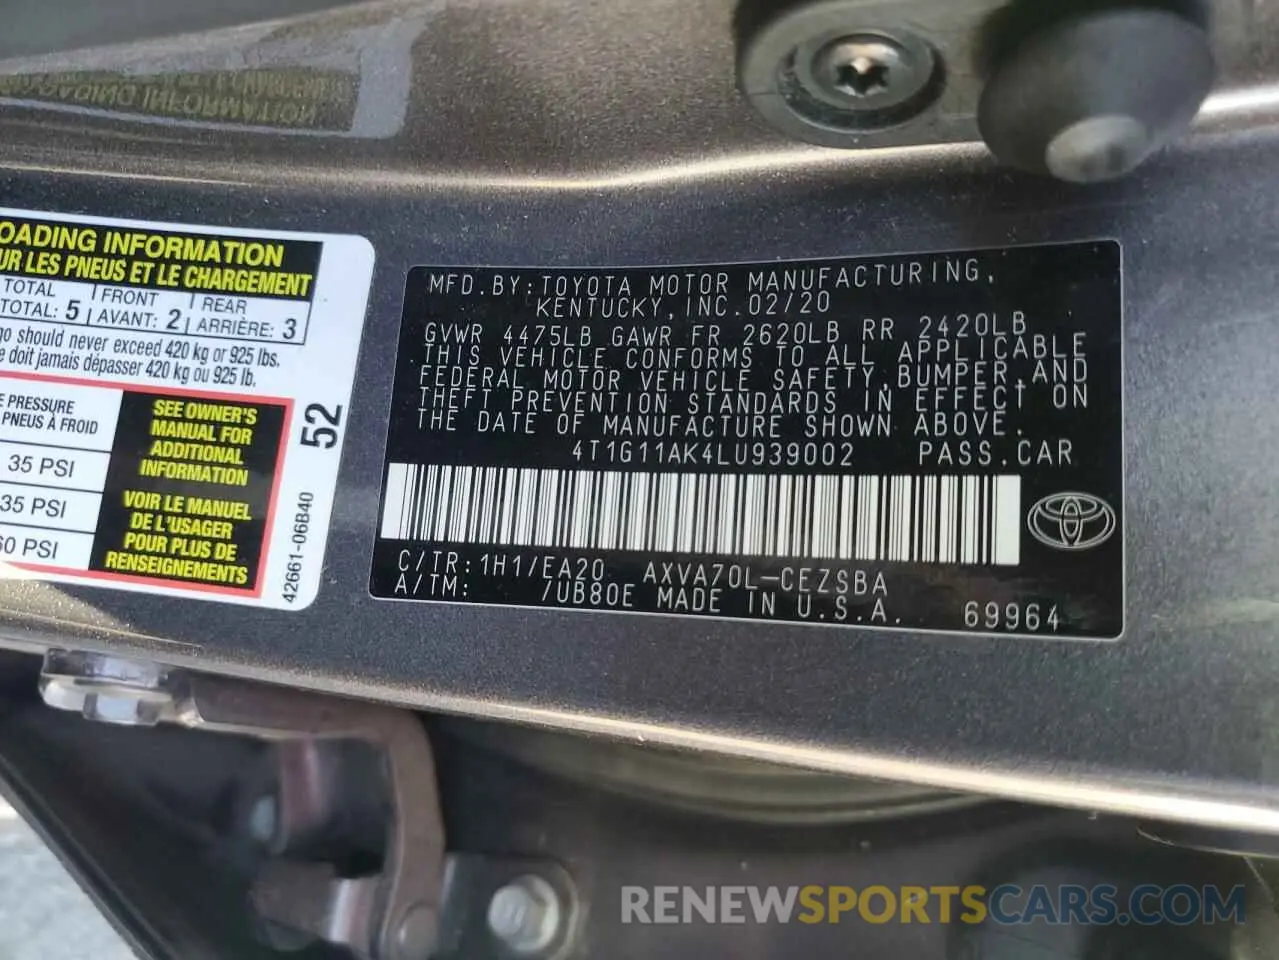 OADING INFORMATION
UR LES PNEUS ET LE CHARGEMENT
TOTAL FRONT REAR
TOTAL: 5 AVANT: 2 ARRIÈRE: 3
go should never exceed 420 kg or 925 lbs.
e doit jamais dépasser 420 kg ou 925 lb.
E PRESSURE
PNEUS À FROID
35 PSI
35 PSI
60 PSI
SEE OWNER'S
MANUAL FOR
ADDITIONAL
INFORMATION
VOIR LE MANUEL
DE L'USAGER
POUR PLUS DE
RENSEIGNEMENTS
52
42661-06B40
MFD.BY:TOYOTA MOTOR MANUFACTURING,
KENTUCKY,INC.02/20
GVWR 4475LB GAWR FR 2620LB RR 2420LB
THIS VEHICLE CONFORMS TO ALL APPLICABLE
FEDERAL MOTOR VEHICLE SAFETY,BUMPER,AND
THEFT PREVENTION STANDARDS IN EFFECT ON
THE DATE OF MANUFACTURE SHOWN ABOVE.
4T1G11AK4LU939002 PASS.CAR
C/TR:1H1/EA20 AXVA70L-CEZSBA
A/TM: /UB80E MADE IN U.S.A. 69964
RENEWSPORTSCARS.COM